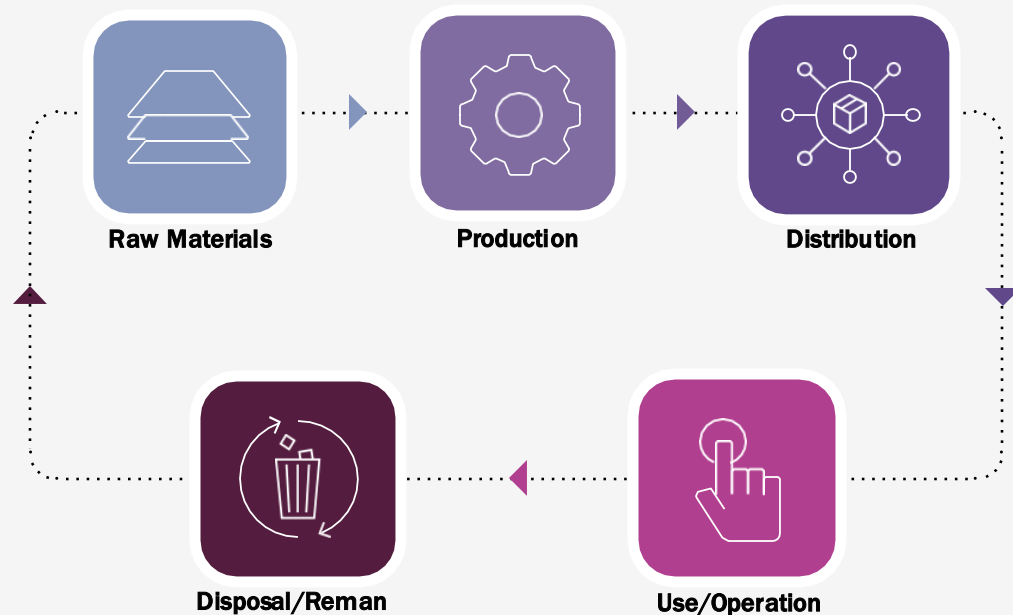 Raw Materials
Production
Distribution
Disposal/Reman
Use/Operation